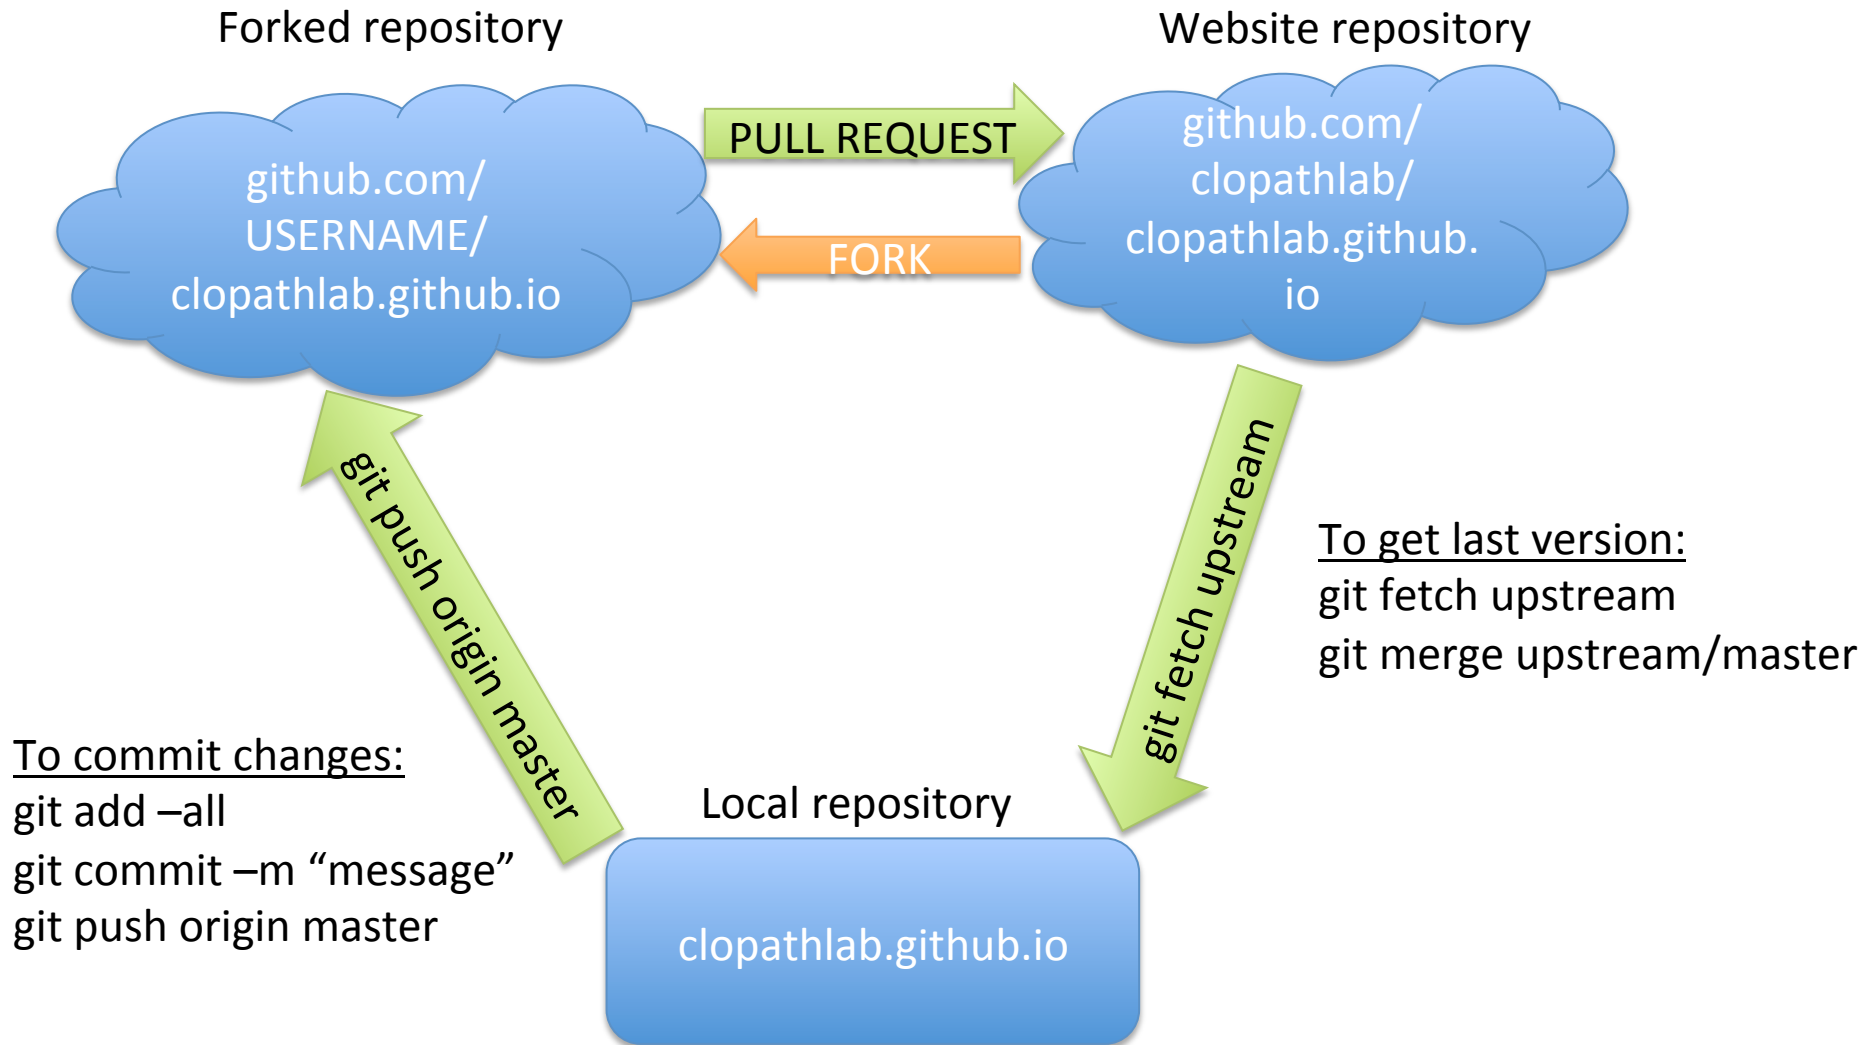 Forked repository
Website repository
github.com/
USERNAME/
clopathlab.github.io
PULL REQUEST
FORK
github.com/
clopathlab/
clopathlab.github.
io
git push origin master
git fetch upstream
To get last version:
git fetch upstream
git merge upstream/master
To commit changes:
git add –all
git commit –m “message”
git push origin master
Local repository
clopathlab.github.io